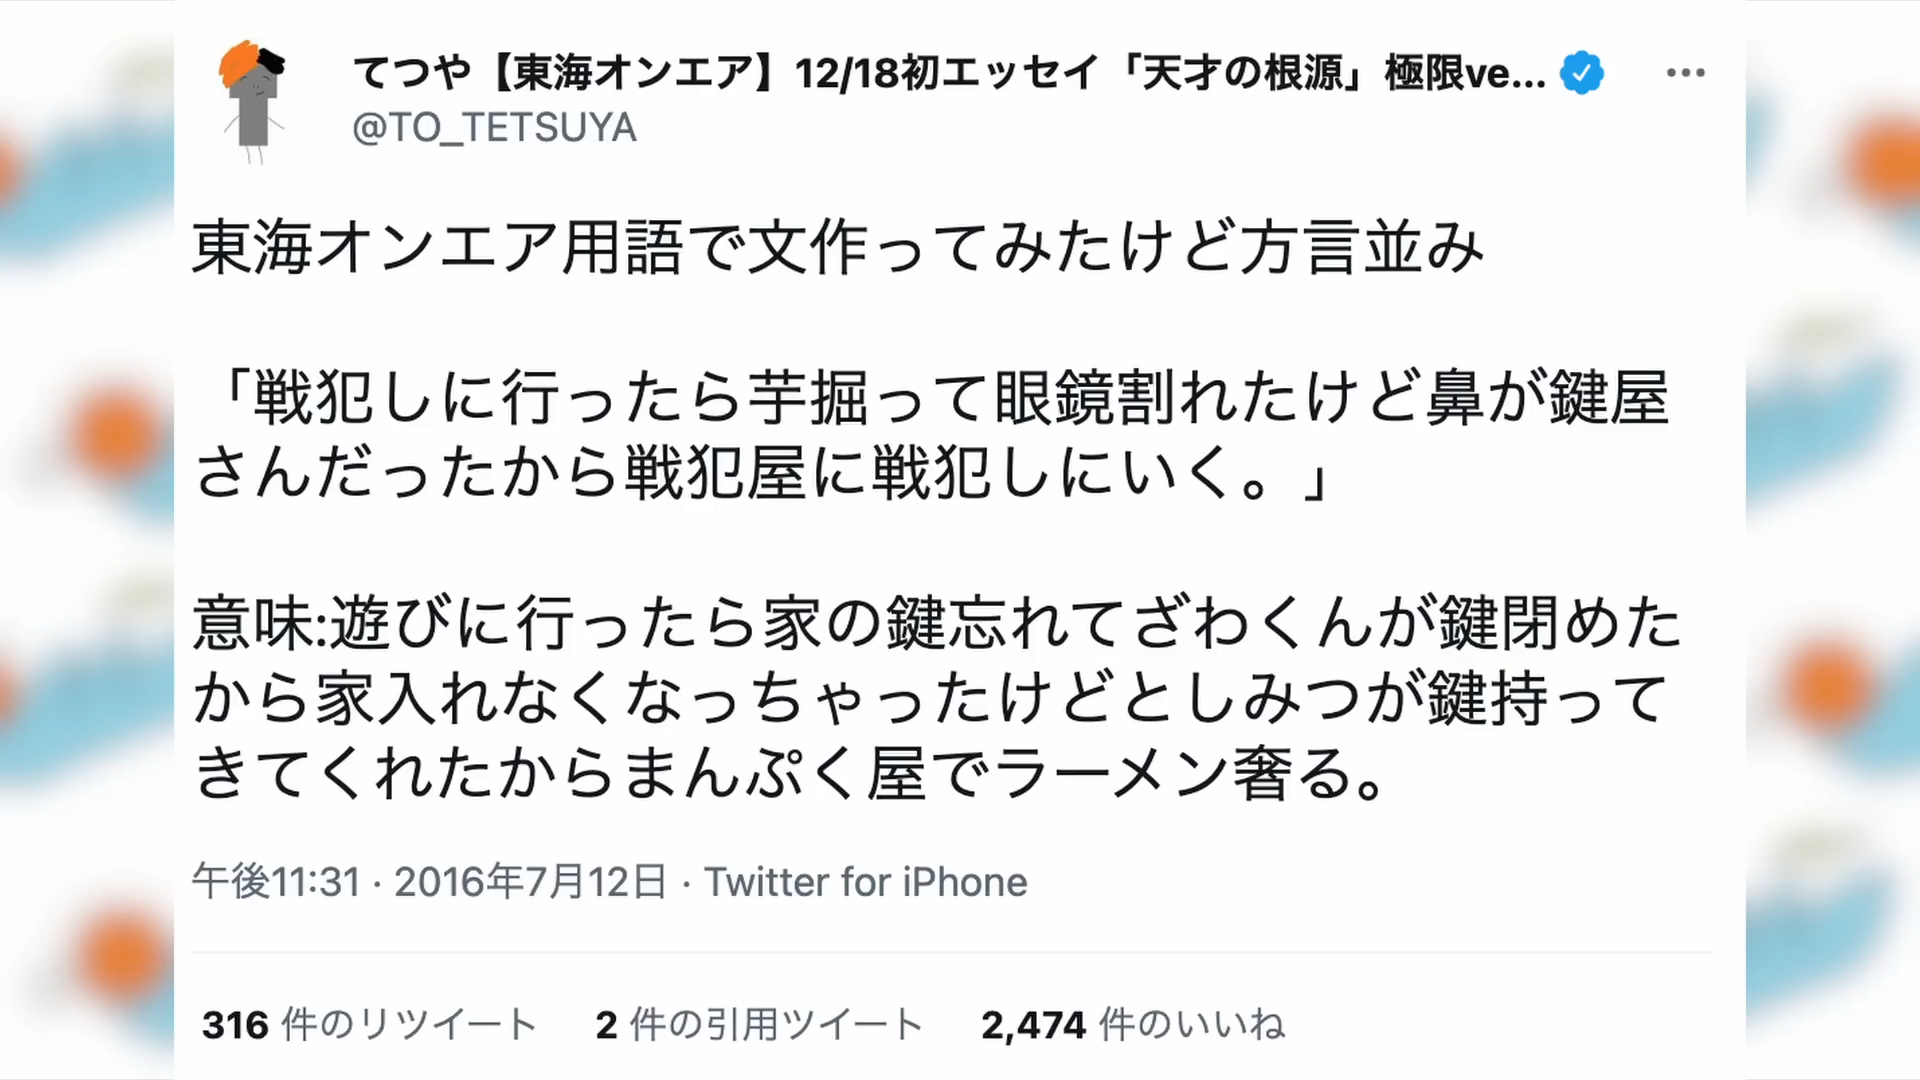 てつや【東海オンエア】12/18初エッセイ「天才の根源」極限ve...
@TO_TETSUYA
東海オンエア用語で文作ってみたけど方言並み
「戦犯しに行ったら芋掘って眼鏡割れたけど鼻が鍵屋
さんだったから戦犯屋に戦犯しにいく。」
意味:遊びに行ったら家の鍵忘れてざわくんが鍵閉めた
から家入れなくなっちゃったけどとしみつが鍵持って
きてくれたからまんぷく屋でラーメン奢る。
午後11:31 · 2016年7月12日 · Twitter for iPhone
316 件のリツイート 2 件の引用ツイート 2,474 件のいいね